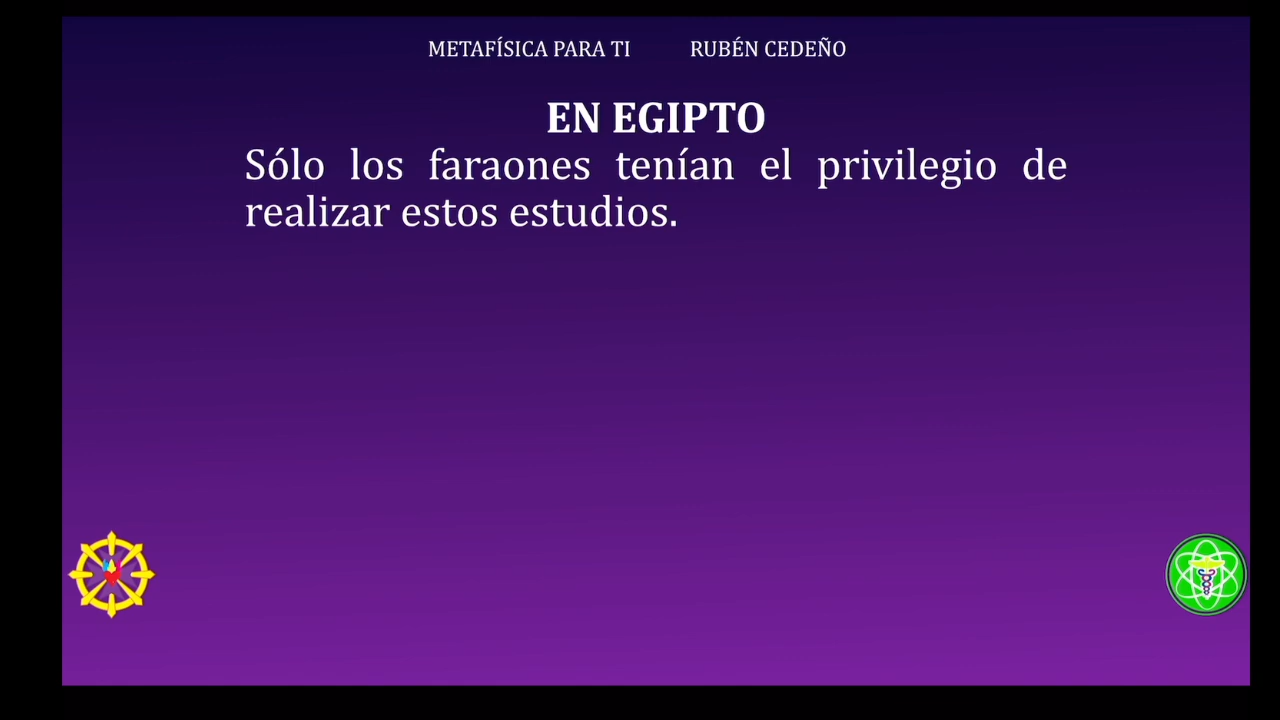 METAFÍSICA PARA TI RUBÉN CEDEÑO
EN EGIPTO
Sólo los faraones tenían el privilegio de
realizar estos estudios.